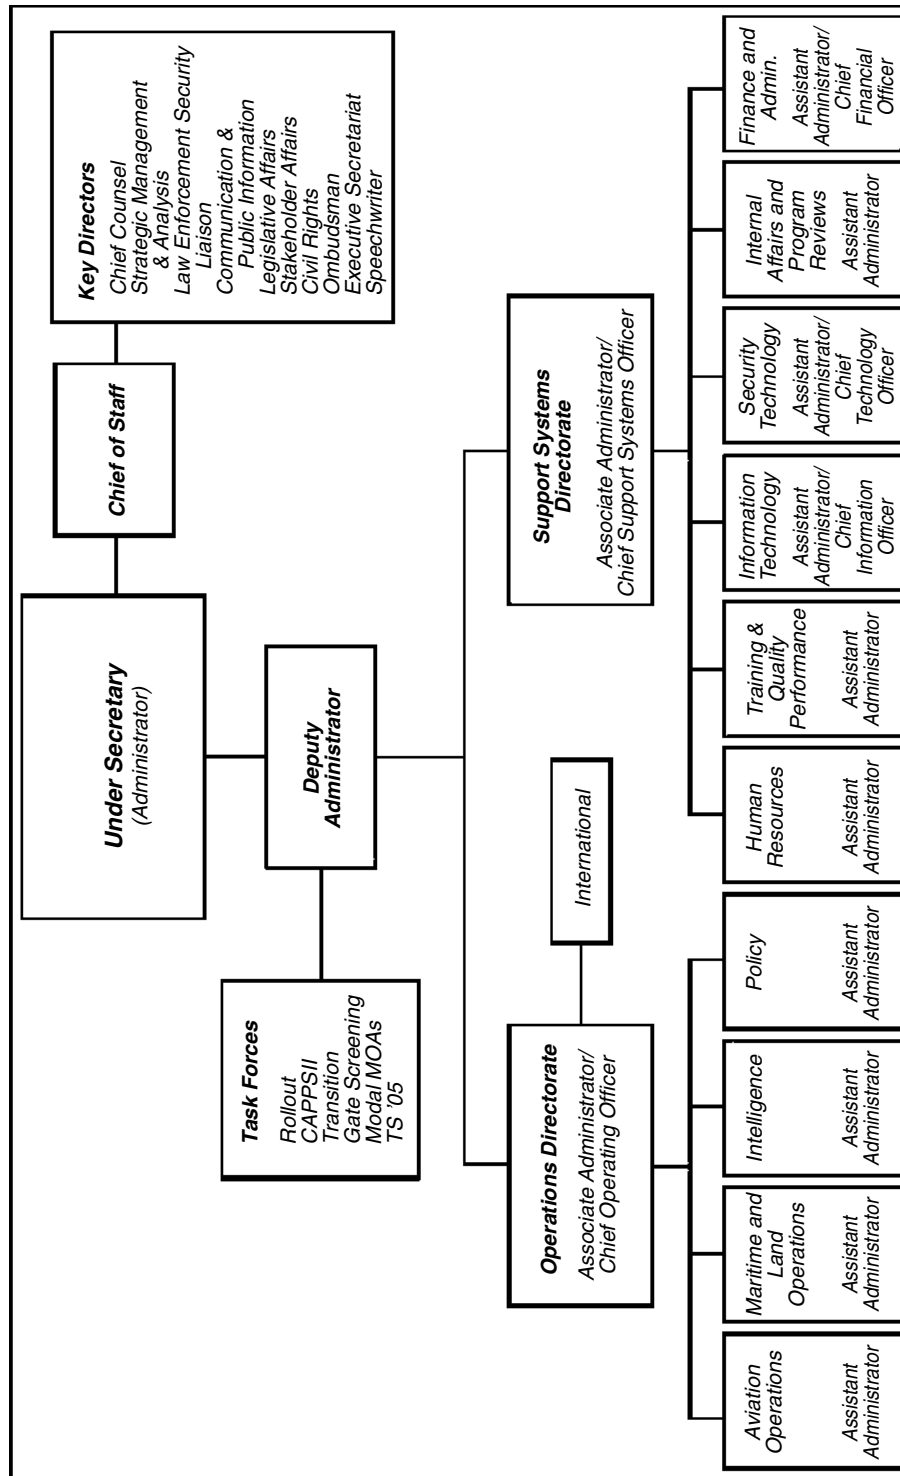 Under Secretary
(Administrator)
Chief of Staff
Key Directors
Chief Counsel
Strategic Management
& Analysis
Law Enforcement Security
Liaison
Communication &
Public Information
Legislative Affairs
Stakeholder Affairs
Civil Rights
Ombudsman
Executive Secretariat
Speechwriter
Deputy
Administrator
Task Forces
Rollout
CAPPSII
Transition
Gate Screening
Modal MOAs
TS '05
Operations Directorate
Associate Administrator/
Chief Operating Officer
International
Support Systems
Directorate
Associate Administrator/
Chief Support Systems Officer
Aviation
Operations
Assistant
Administrator
Maritime and
Land
Operations
Assistant
Administrator
Intelligence
Assistant
Administrator
Policy
Assistant
Administrator
Human
Resources
Assistant
Administrator
Training &
Quality
Performance
Assistant
Administrator
Information
Technology
Assistant
Administrator/
Chief
Information
Officer
Security
Technology
Assistant
Administrator/
Chief
Technology
Officer
Internal
Affairs and
Program
Reviews
Assistant
Administrator
Finance and
Admin.
Assistant
Administrator/
Chief
Financial
Officer